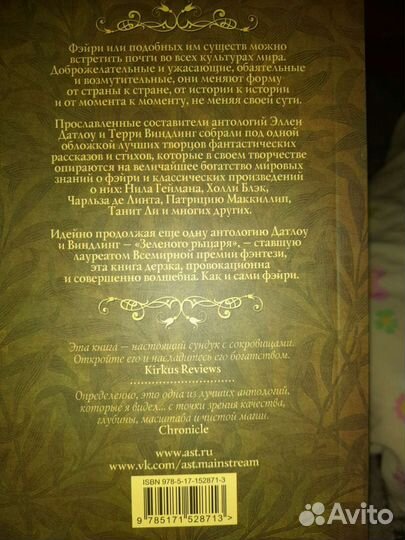 Фэйри или подобных им существ можно
встретить почти во всех культурах мира.
Доброжелательные и ужасающие, обаятельные
и возмутительные, они меняют форму
от страны к стране, от истории к истории
и от момента к моменту, не меняя своей сути.
Прославленные составители антологий Эллен
Датлоу и Терри Виндлинг собрали под одной
обложкой лучших творцов фантастических
рассказов и стихов, которые в своем творчестве
опираются на величайшее богатство мировых
знаний о фэйри и классических произведений
о них: Нила Геймана, Холли Блэк,
Чарльза де Линта, Патрицию Маккиллип,
Танит Ли и многих других.
Идейно продолжая еще одну антологию Датлоу
и Виндлинг — «Зеленого рыцаря», — ставшую
лауреатом Всемирной премии фэнтези,
эта книга дерзка, провокационна
и совершенно волшебна. Как и сами фэйри.
Эта книга — настоящий сундук с сокровищами.
Откройте его и насладитесь его богатством.
Kirkus Reviews
Определенно, это одна из лучших антологий,
которые я видел... с точки зрения качества,
глубины, масштаба и чистой магии.
Chronicle
www.ast.ru
www.vk.com/ast.mainstream
ISBN 978-5-17-152871-3
9 785171 528713 >
Avito